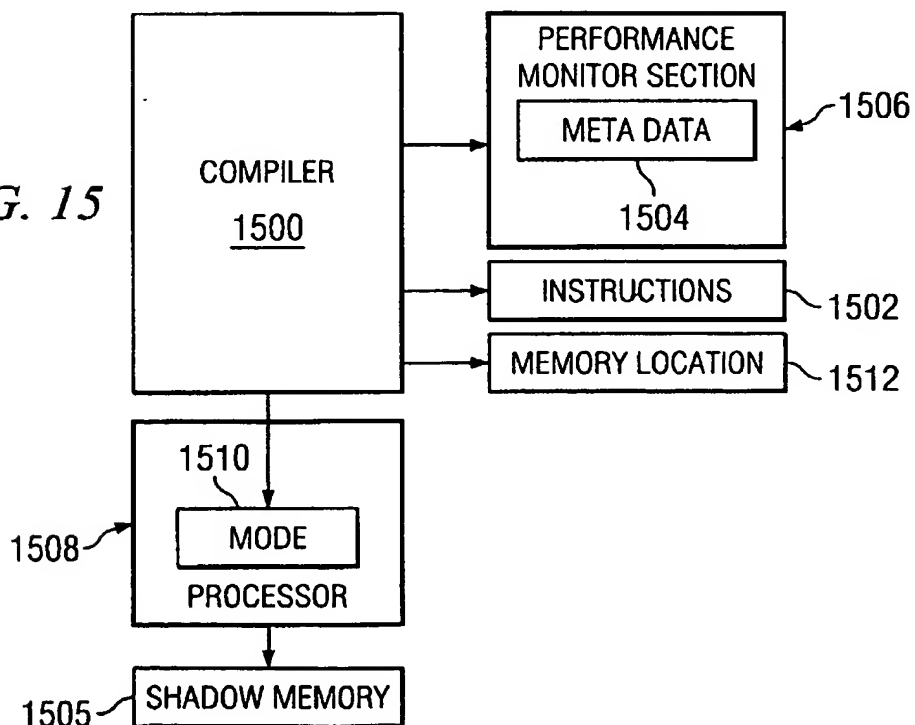 PERFORMANCE
MONITOR SECTION
META DATA
1504
1506
COMPILER
1500
G. 15
INSTRUCTIONS
1502
MEMORY LOCATION
1512
1510
MODE
PROCESSOR
1508
SHADOW MEMORY
1505